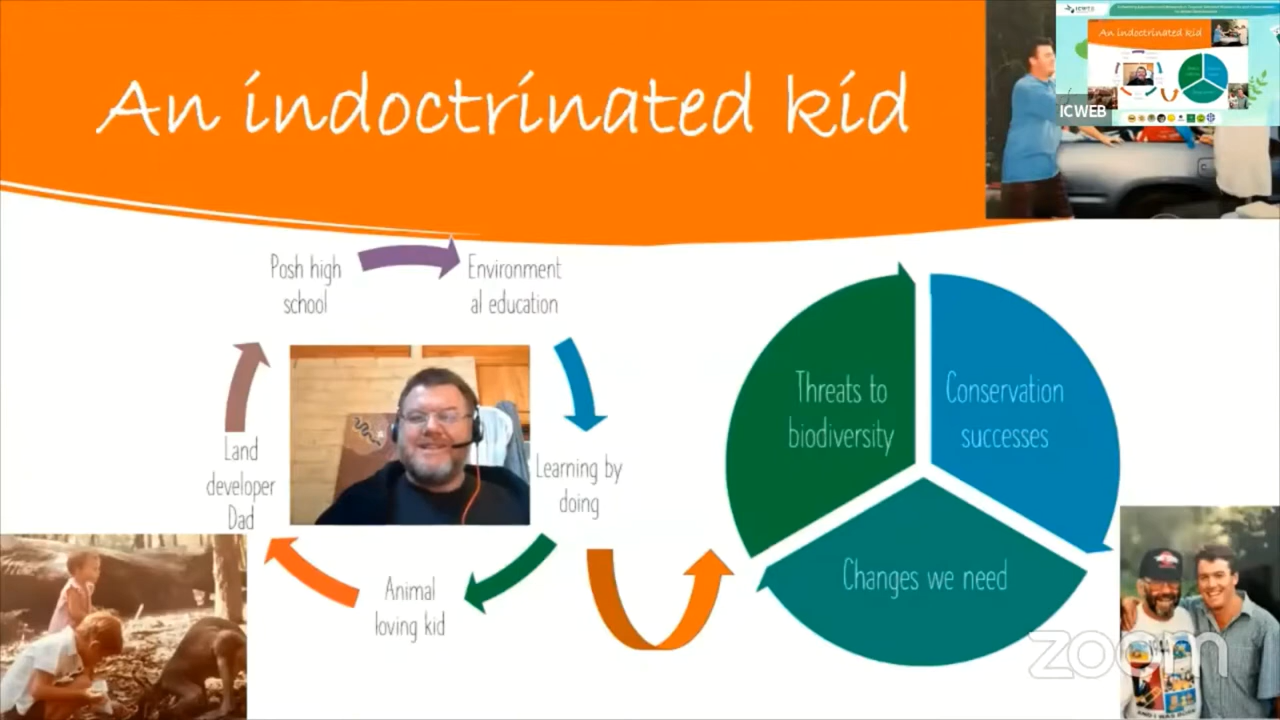 An indoctrinated kid
ICWEB
An indoctrinated kid
ICWEB
Posh high
school
Environment
al education
Land
developer
Dad
Learning by
doing
Animal
loving kid
Threats to
biodiversity
Conservation
successes
Changes we need
zoom